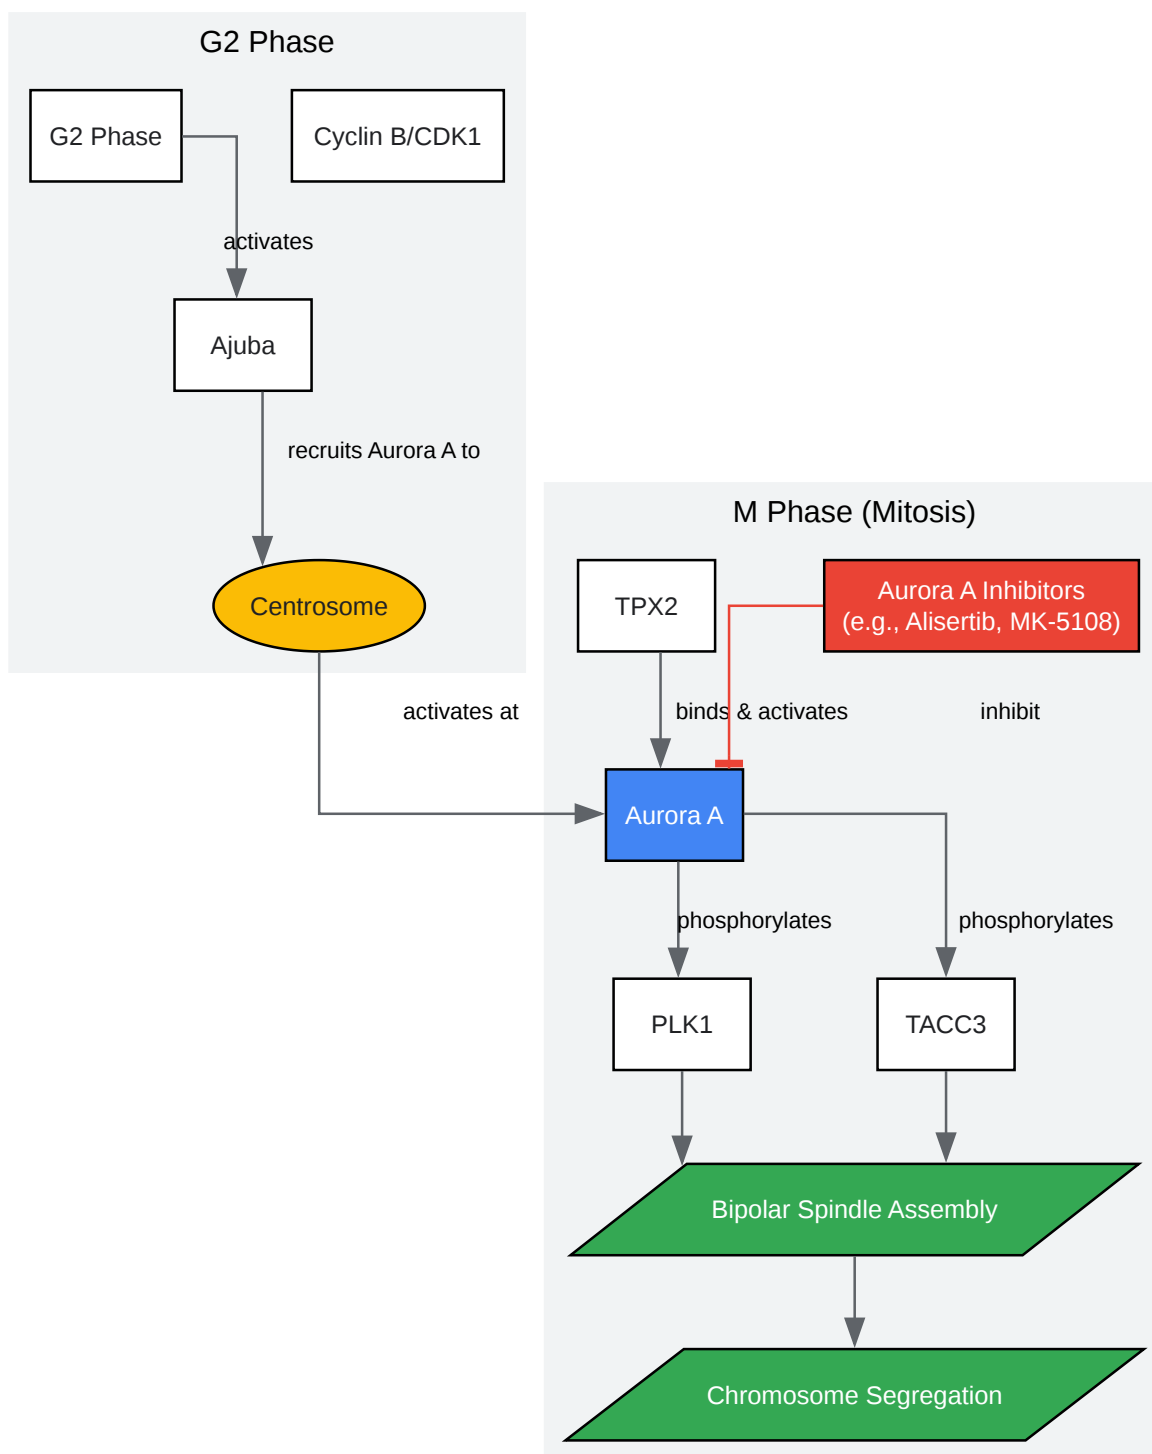 G2 Phase
G2 Phase
Cyclin B/CDK1
activates
Ajuba
recruits Aurora A to
Centrosome
M Phase (Mitosis)
TPX2
Aurora A Inhibitors
(e.g., Alisertib, MK-5108)
activates at
binds & activates
inhibit
Aurora A
phosphorylates
phosphorylates
PLK1
TACC3
Bipolar Spindle Assembly
Chromosome Segregation